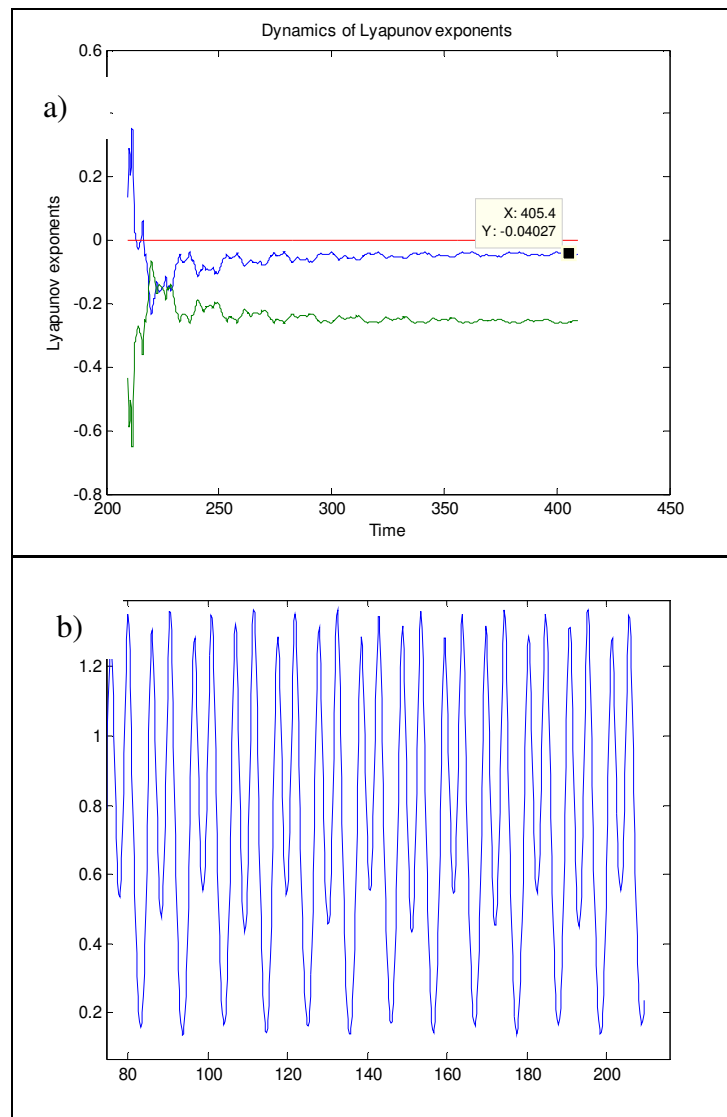 Dynamics of Lyapunov exponents
0.6
a)
0.2
0
-0.2
-0.4
-0.6
-0.8
Lyapunov exponents
X: 405.4
Y: -0.04027
200 250 300 350 400 450
Time
b)
1.2
1
0.8
0.6
0.4
0.2
80 100 120 140 160 180 200